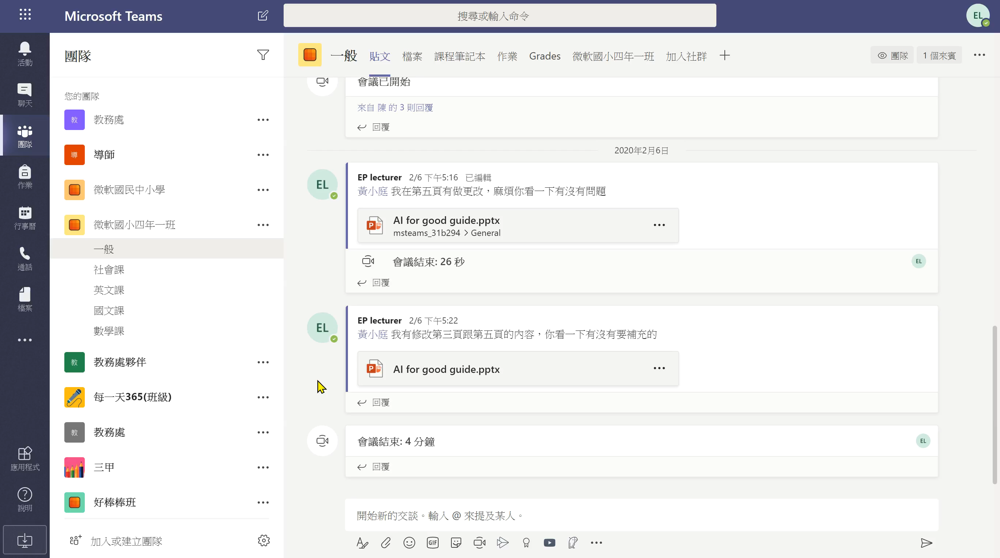 Microsoft Teams
搜尋或輸入命令
EL
活動
聊天
團隊
作業
行事曆
通話
檔案
應用程式
說明
團隊
您的團隊
教 教務處
導 導師
微軟國民中小學
微軟國小四年一班
一般
社會課
英文課
國文課
數學課
教 教務處夥伴
每一天365(班級)
教 教務處
三甲
好棒棒班
加入或建立團隊
一般 貼文 檔案 課程筆記本 作業 Grades 微軟國小四年一班 加入社群
團隊 1 個來賓
會議已開始
來自 陳 的 3 則回覆
回覆
2020年2月6日
EL
EP lecturer 2/6 下午5:16 已編輯
黃小庭 我在第五頁有做更改，麻煩你看一下有沒有問題
AI for good guide.pptx
msteams_31b294 > General
會議結束: 26 秒 EL
回覆
EL
EP lecturer 2/6 下午5:22
黃小庭 我有修改第三頁跟第五頁的內容，你看一下有沒有要補充的
AI for good guide.pptx
回覆
會議結束: 4 分鐘 EL
回覆
開始新的交談。輸入 @ 來提及某人。
GIF